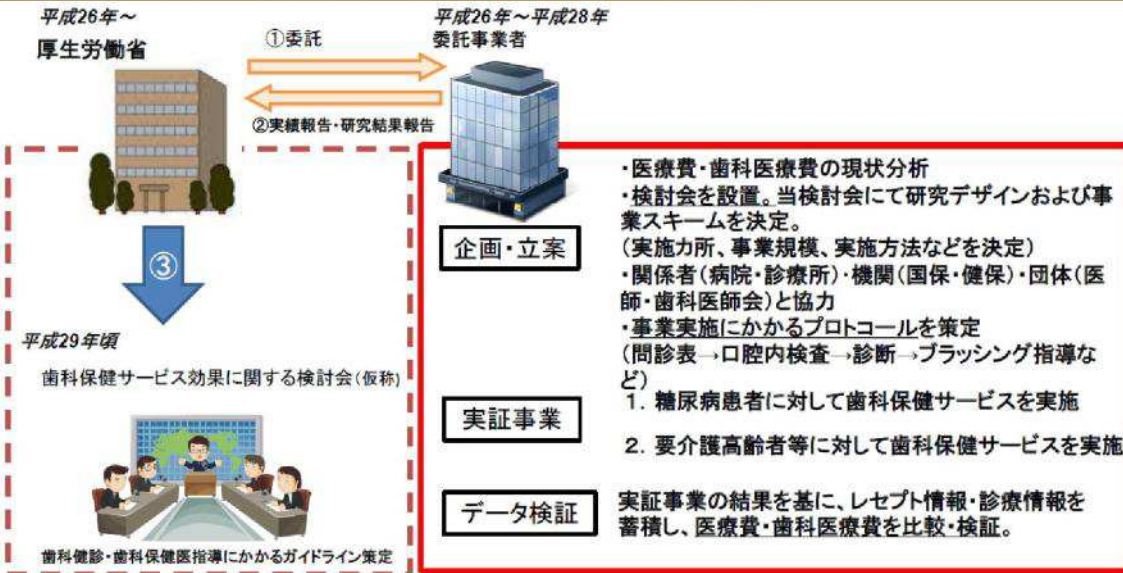 平成26年～
厚生労働省
①委託
平成26年～平成28年
委託事業者
②実績報告・研究結果報告
③
平成29年頃
歯科保健サービス効果に関する検討会(仮称)
歯科健診・歯科保健医指導にかかるガイドライン策定
企画・立案
・医療費・歯科医療費の現状分析
・検討会を設置。当検討会にて研究デザインおよび事
業スキームを決定。
(実施カ所、事業規模、実施方法などを決定)
・関係者(病院・診療所)・機関(国保・健保)・団体(医
師・歯科医師会)と協力
・事業実施にかかるプロトコールを策定
(問診表→口腔内検査→診断→ブラッシング指導な
ど)
実証事業
1. 糖尿病患者に対して歯科保健サービスを実施
2. 要介護高齢者等に対して歯科保健サービスを実施
データ検証
実証事業の結果を基に、レセプト情報・診療情報を
蓄積し、医療費・歯科医療費を比較・検証。